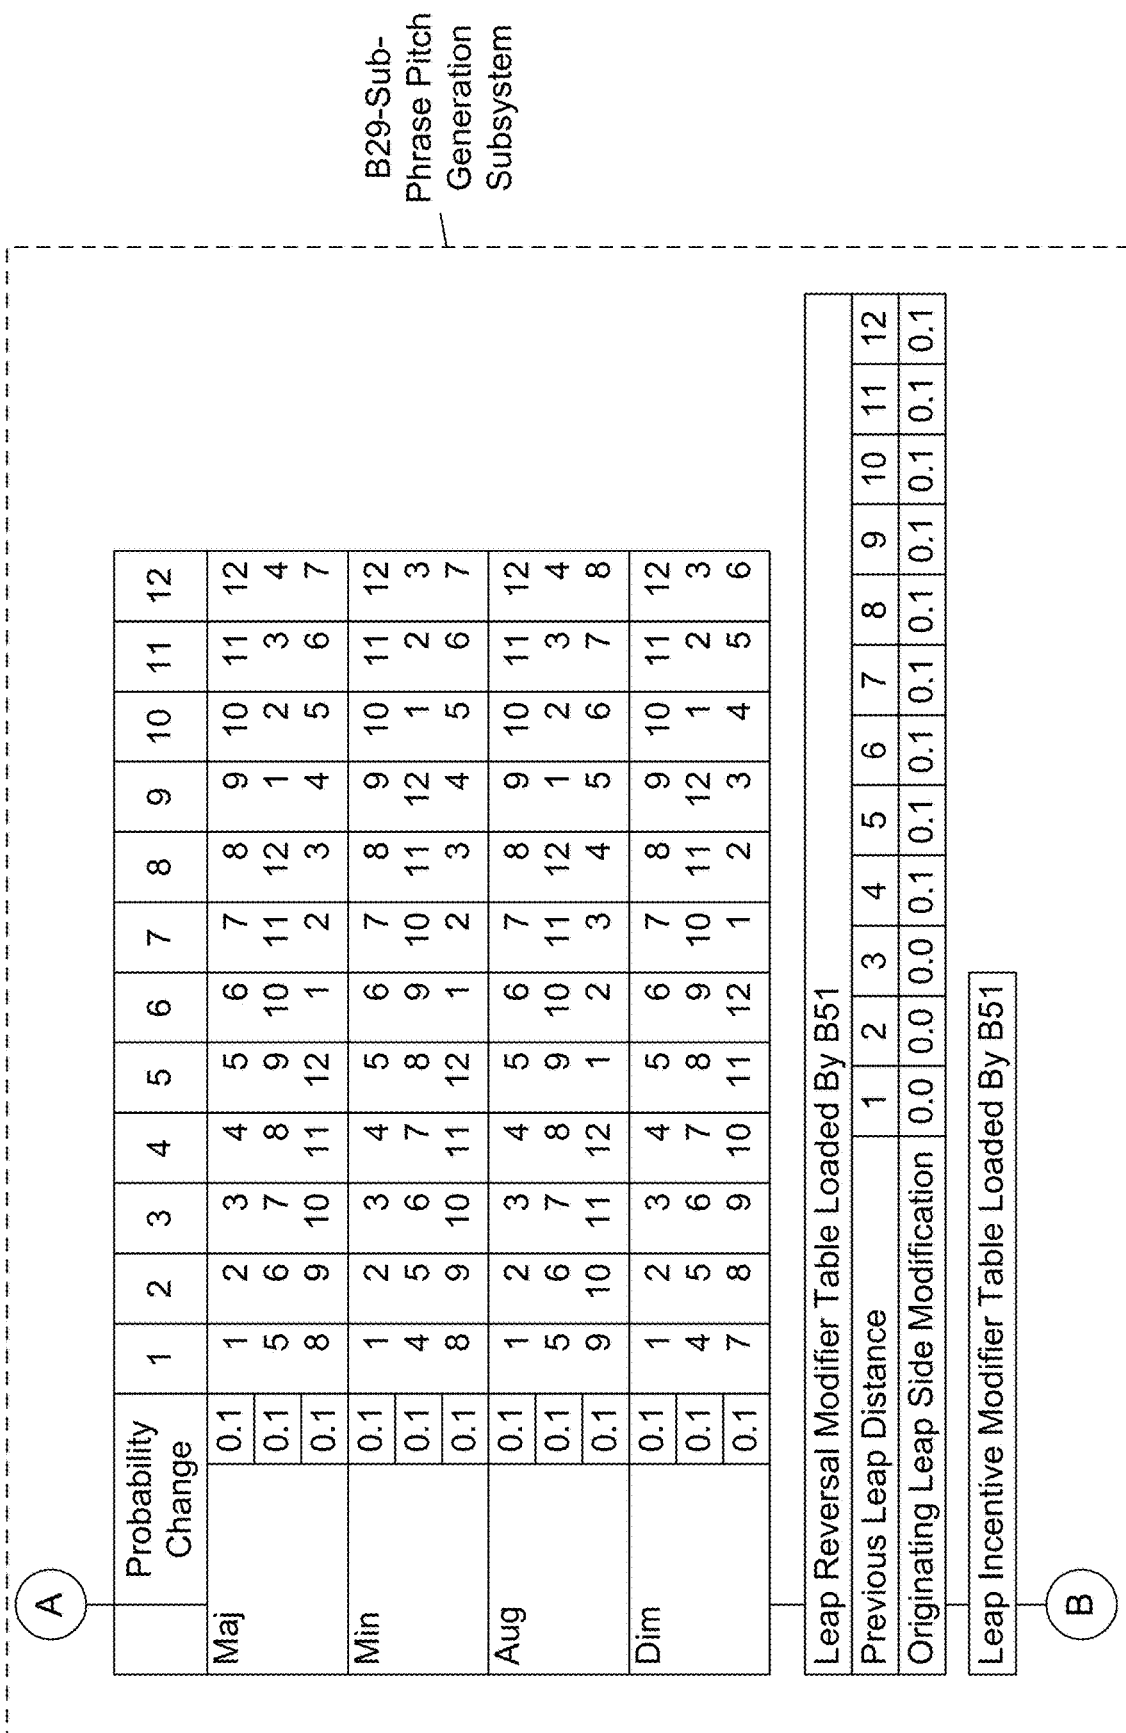 A
B29-Sub-
Phrase Pitch
Generation
Subsystem
Probability Change 1 2 3 4 5 6 7 8 9 10 11 12
Maj 0.1 1 2 3 4 5 6 7 8 9 10 11 12
0.1 5 6 7 8 9 10 11 12 1 2 3 4
0.1 8 9 10 11 12 1 2 3 4 5 6 7
Min 0.1 1 2 3 4 5 6 7 8 9 10 11 12
0.1 4 5 6 7 8 9 10 11 12 1 2 3
0.1 8 9 10 11 12 1 2 3 4 5 6 7
Aug 0.1 1 2 3 4 5 6 7 8 9 10 11 12
0.1 5 6 7 8 9 10 11 12 1 2 3 4
0.1 9 10 11 12 1 2 3 4 5 6 7 8
Dim 0.1 1 2 3 4 5 6 7 8 9 10 11 12
0.1 4 5 6 7 8 9 10 11 12 1 2 3
0.1 7 8 9 10 11 12 1 2 3 4 5 6
Leap Reversal Modifier Table Loaded By B51
Previous Leap Distance 1 2 3 4 5 6 7 8 9 10 11 12
Originating Leap Side Modification 0.0 0.0 0.0 0.1 0.1 0.1 0.1 0.1 0.1 0.1 0.1 0.1
Leap Incentive Modifier Table Loaded By B51
B